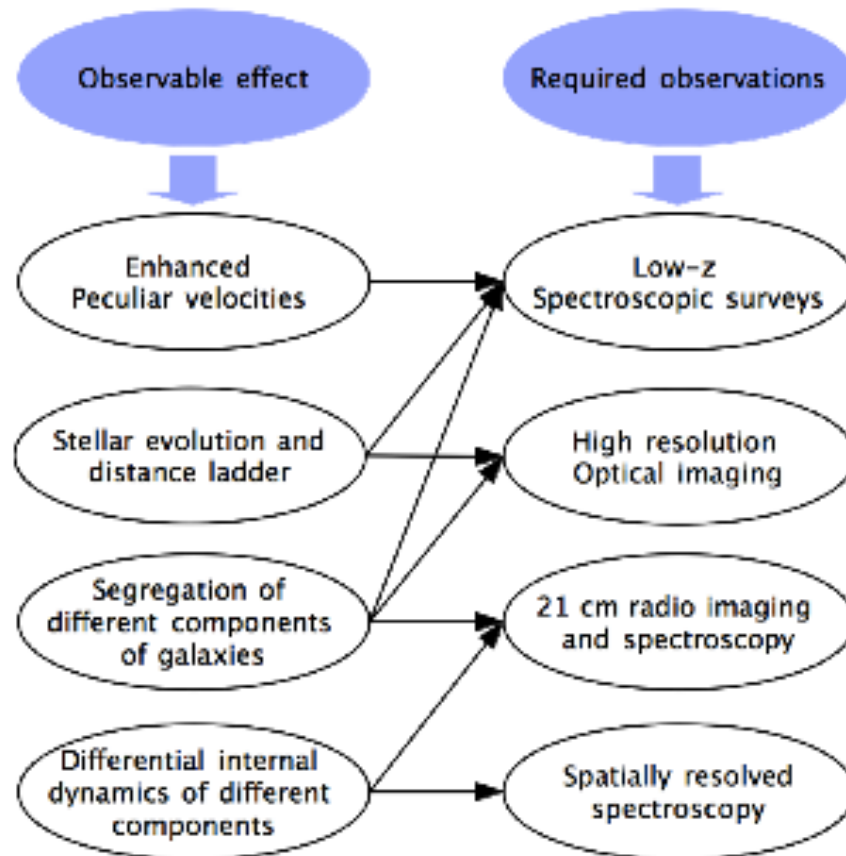 Observable effect
Required observations
Enhanced
Peculiar velocities
Low-z
Spectroscopic surveys
Stellar evolution and
distance ladder
High resolution
Optical imaging
Segregation of
different components
of galaxies
21 cm radio imaging
and spectroscopy
Differential internal
dynamics of different
components
Spatially resolved
spectroscopy